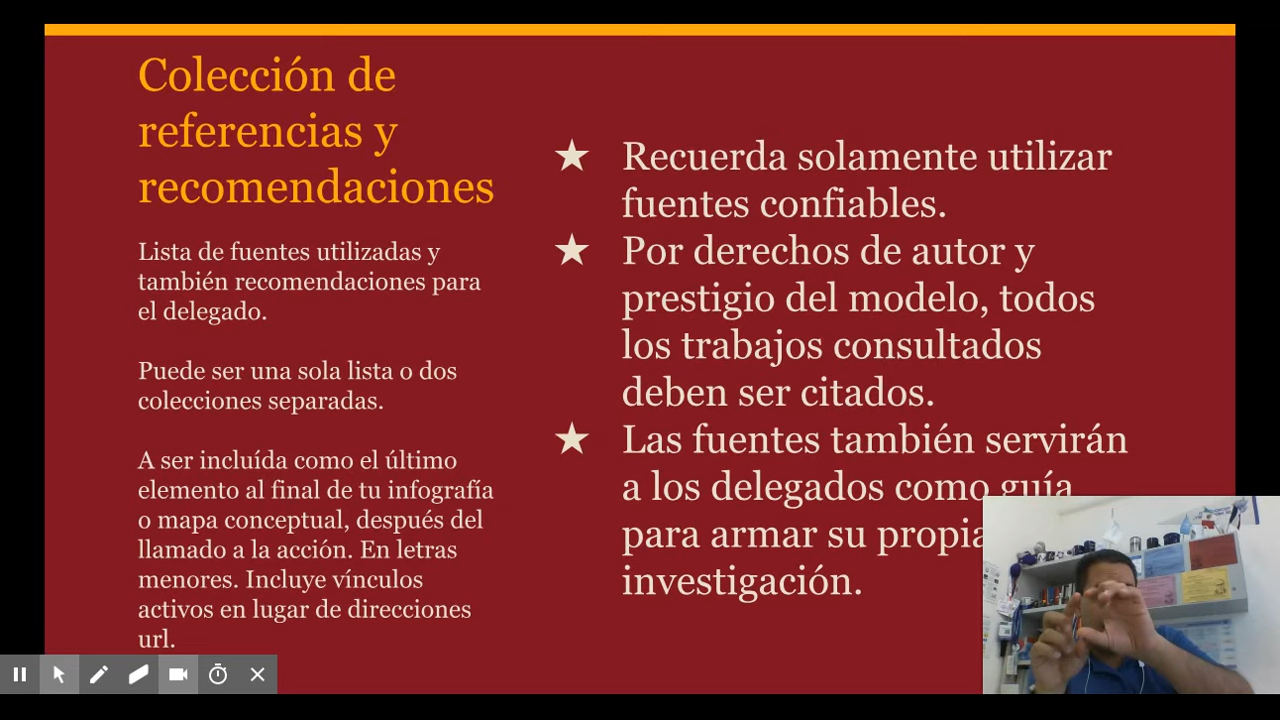 Colección de
referencias y
recomendaciones
Lista de fuentes utilizadas y
también recomendaciones para
el delegado.
Puede ser una sola lista o dos
colecciones separadas.
A ser incluída como el último
elemento al final de tu infografía
o mapa conceptual, después del
llamado a la acción. En letras
menores. Incluye vínculos
activos en lugar de direcciones
url.
★ Recuerda solamente utilizar
fuentes confiables.
★ Por derechos de autor y
prestigio del modelo, todos
los trabajos consultados
deben ser citados.
★ Las fuentes también servirán
a los delegados como guía
para armar su propia
investigación.